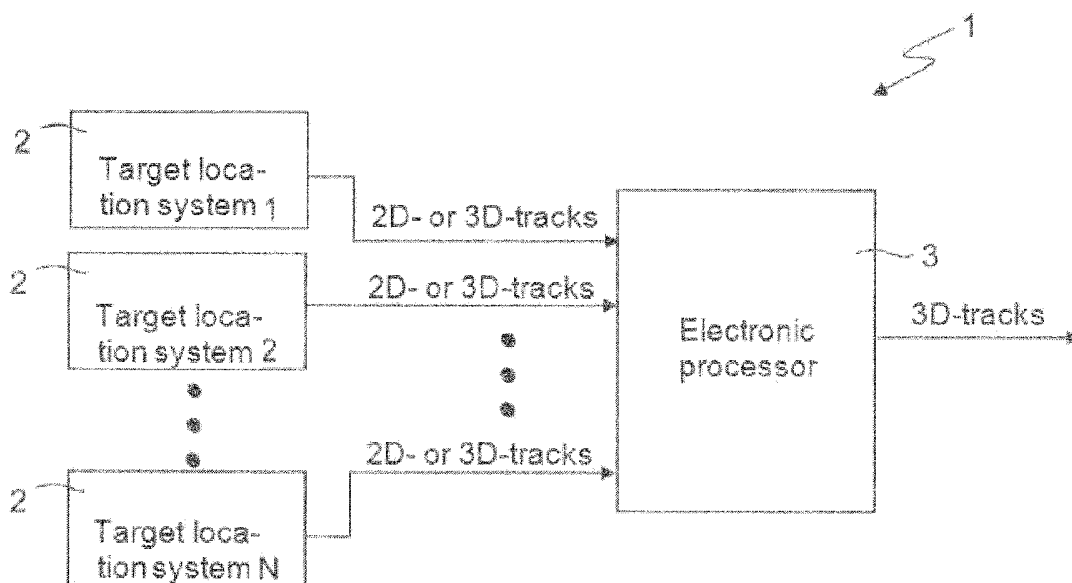 1
2
Target loca-
tion system 1
2D- or 3D-tracks
2
Target loca-
tion system 2
2D- or 3D-tracks
3
Electronic
processor
3D-tracks
2D- or 3D-tracks
2
Target loca-
tion system N